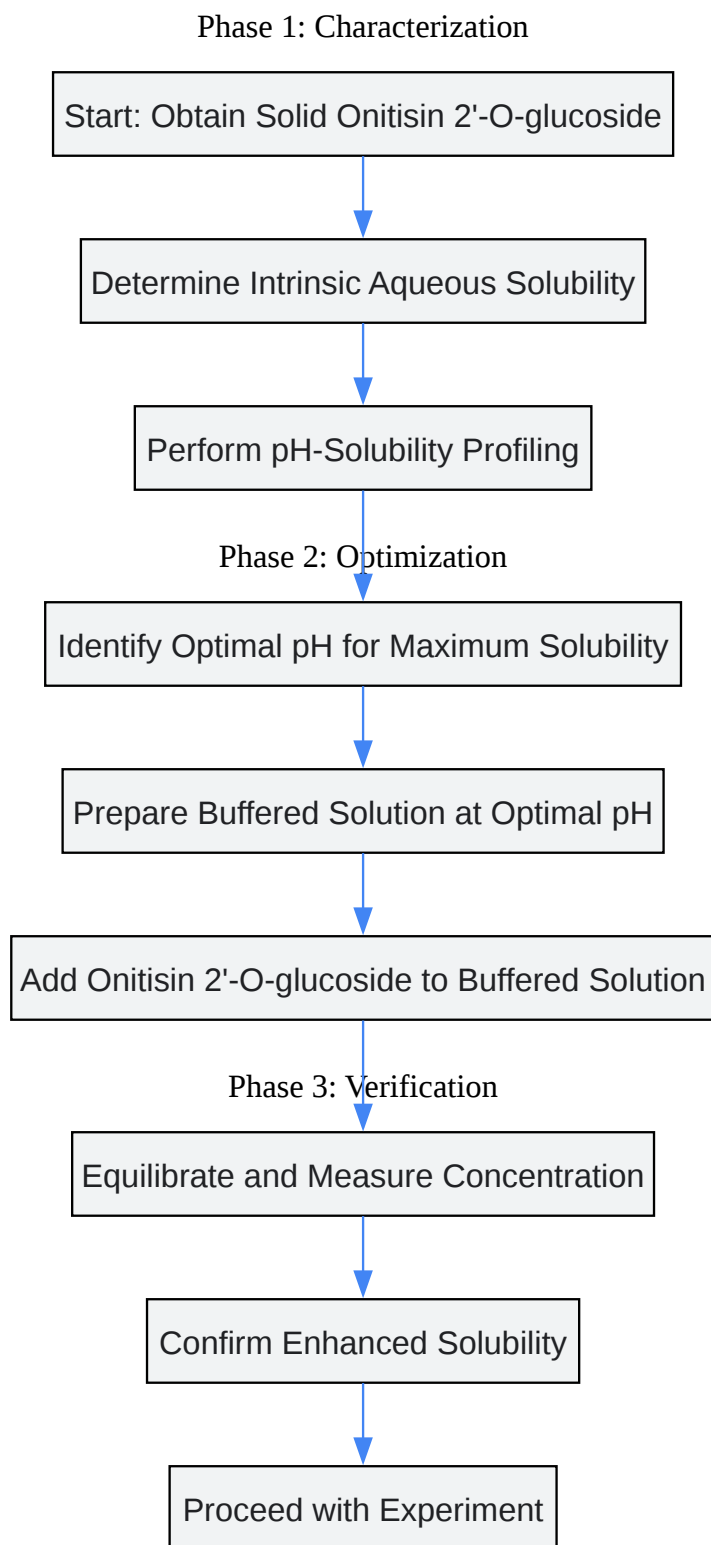 Phase 1: Characterization
Start: Obtain Solid Onitisin 2'-O-glucoside
Determine Intrinsic Aqueous Solubility
Perform pH-Solubility Profiling
Phase 2: Optimization
Identify Optimal pH for Maximum Solubility
Prepare Buffered Solution at Optimal pH
Add Onitisin 2'-O-glucoside to Buffered Solution
Phase 3: Verification
Equilibrate and Measure Concentration
Confirm Enhanced Solubility
Proceed with Experiment